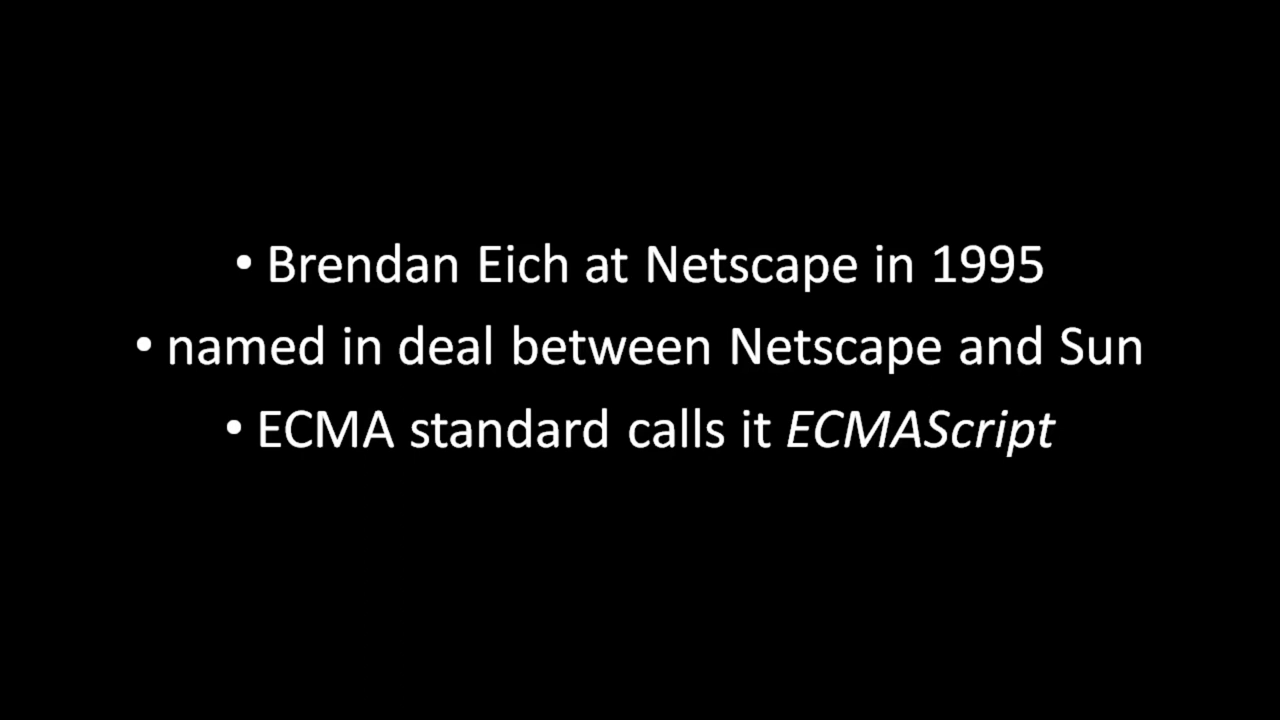 • Brendan Eich at Netscape in 1995
• named in deal between Netscape and Sun
• ECMA standard calls it ECMAScript